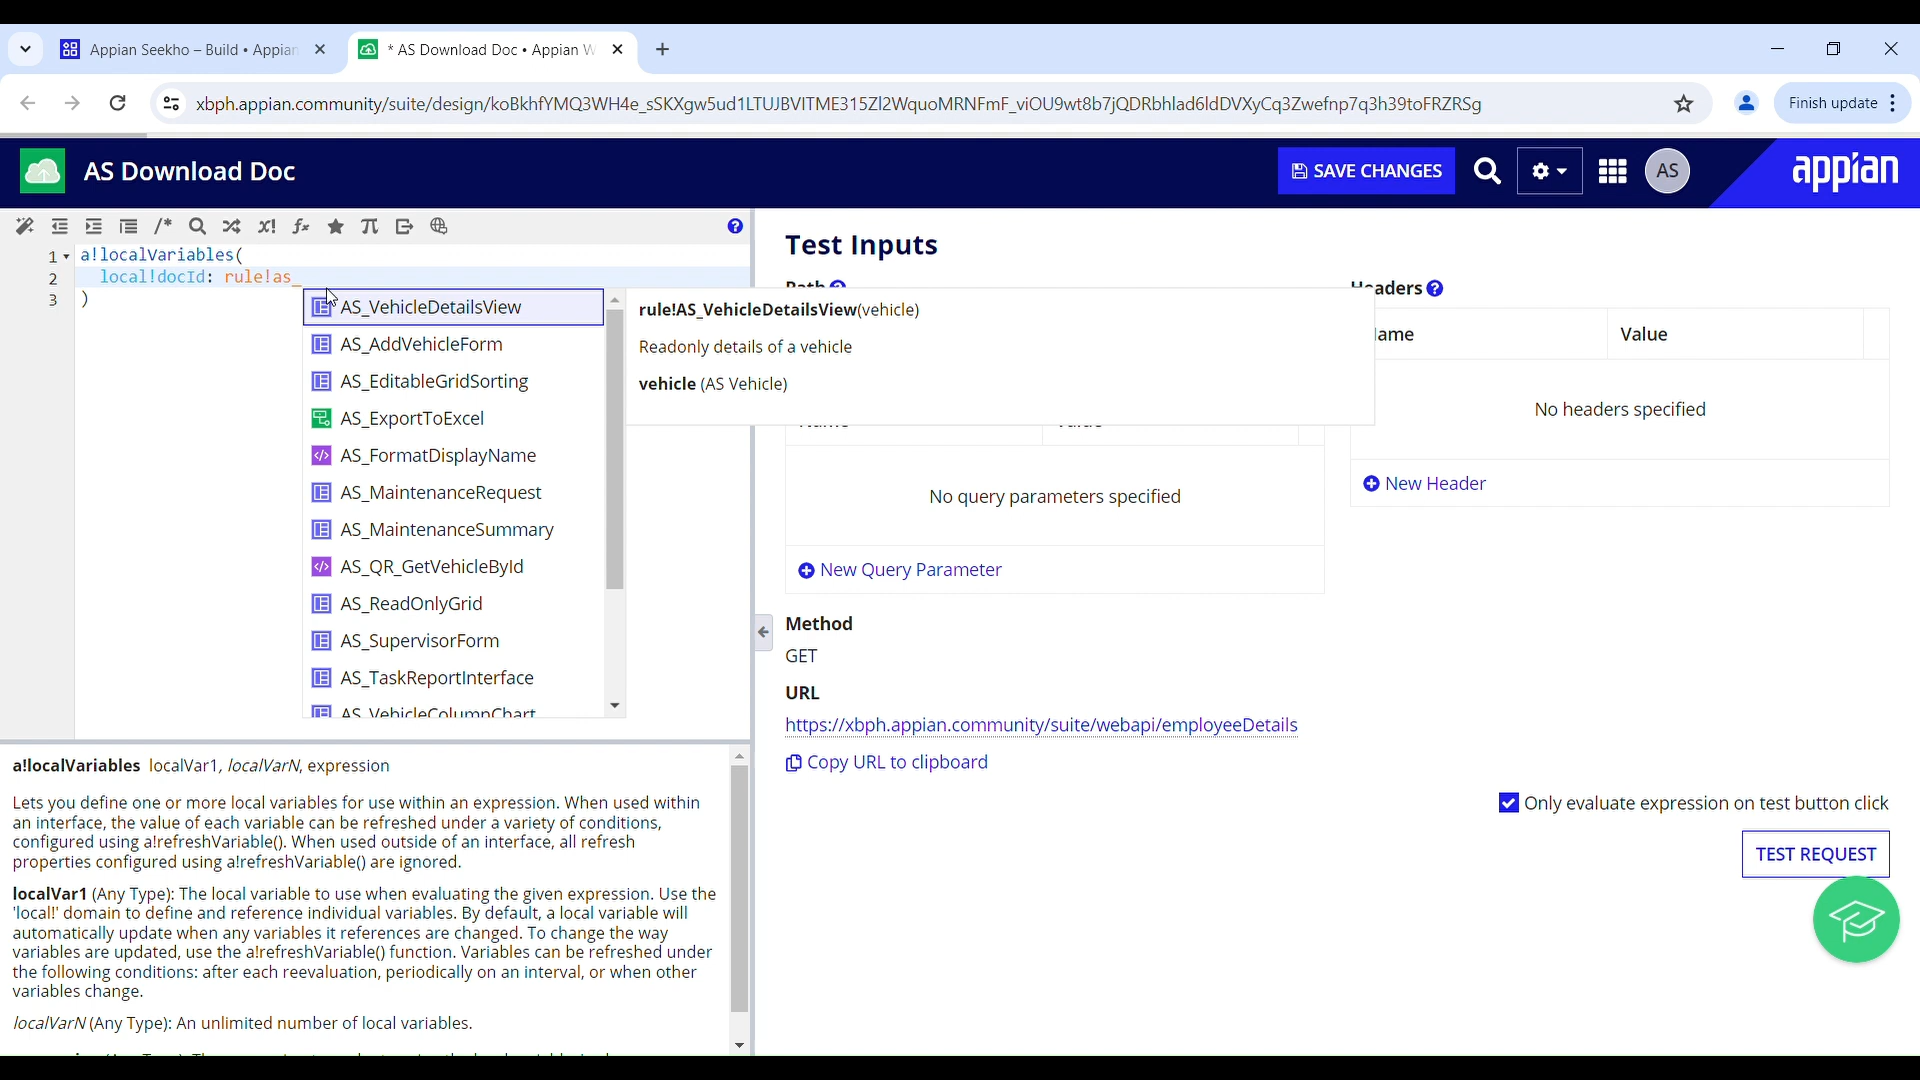 Appian Seekho – Build • Appian
* AS Download Doc • Appian W
xbph.appian.community/suite/design/koBkhfYMQ3WH4e_sSKXgw5ud1LTUJBVITME315Zl2WquoMRNFmF_viOU9wt8b7jQDRbhlad6ldDVXyCq3Zwefnp7q3h39toFRZRSg
Finish update
AS Download Doc
SAVE CHANGES
AS
appian
1
a!localVariables(
2
local!docId: rule!as_
3
)
AS_VehicleDetailsView
AS_AddVehicleForm
AS_EditableGridSorting
AS_ExportToExcel
AS_FormatDisplayName
AS_MaintenanceRequest
AS_MaintenanceSummary
AS_QR_GetVehicleById
AS_ReadOnlyGrid
AS_SupervisorForm
AS_TaskReportInterface
AS_VehicleColumnChart
rule!AS_VehicleDetailsView(vehicle)
Readonly details of a vehicle
vehicle (AS Vehicle)
a!localVariables localVar1, localVarN, expression
Lets you define one or more local variables for use within an expression. When used within
an interface, the value of each variable can be refreshed under a variety of conditions,
configured using a!refreshVariable(). When used outside of an interface, all refresh
properties configured using a!refreshVariable() are ignored.
localVar1 (Any Type): The local variable to use when evaluating the given expression. Use the
'local!' domain to define and reference individual variables. By default, a local variable will
automatically update when any variables it references are changed. To change the way
variables are updated, use the a!refreshVariable() function. Variables can be refreshed under
the following conditions: after each reevaluation, periodically on an interval, or when other
variables change.
localVarN (Any Type): An unlimited number of local variables.
Test Inputs
Path
Headers
Name Value
No headers specified
New Header
No query parameters specified
New Query Parameter
Method
GET
URL
https://xbph.appian.community/suite/webapi/employeeDetails
Copy URL to clipboard
Only evaluate expression on test button click
TEST REQUEST